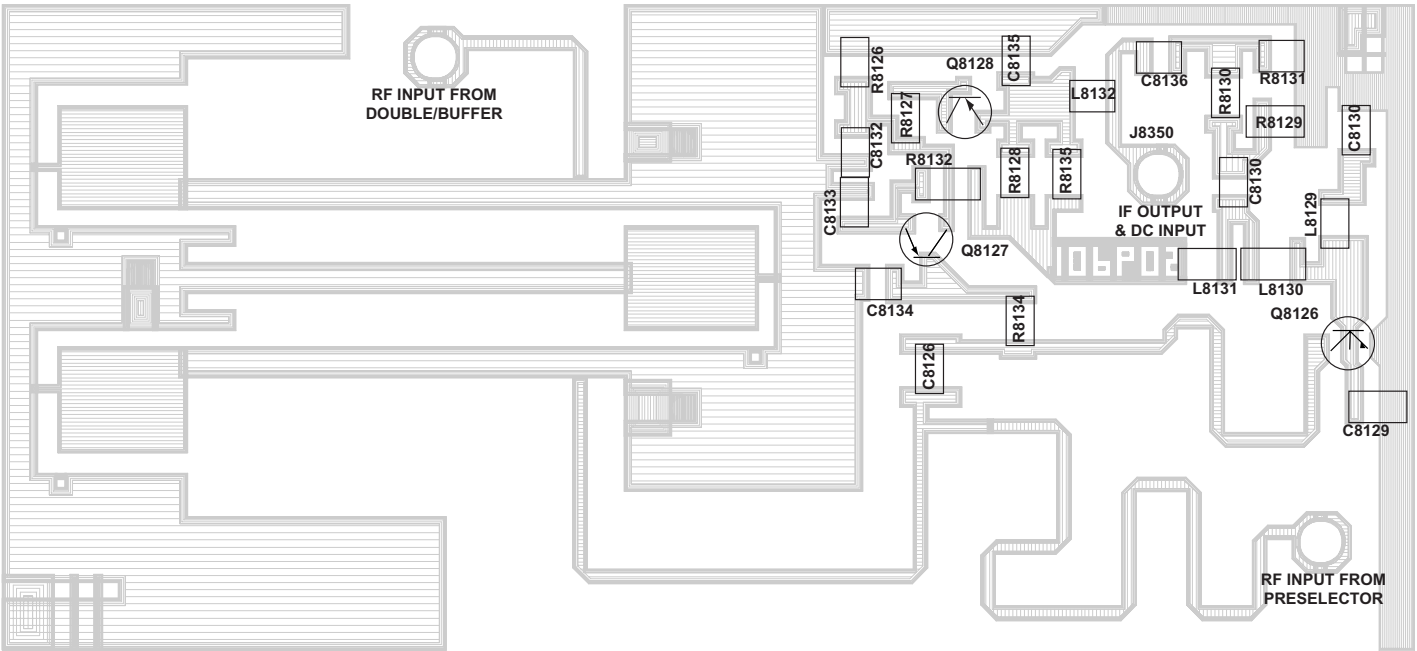 RF INPUT FROM
DOUBLE/BUFFER
R8126
Q8128
C8135
C8136
R8130
R8131
R8127
L8132
R8129
C8130
C8132
J8350
R8132
R8128
R8135
C8130
C8133
IF OUTPUT
& DC INPUT
L8129
Q8127
106P02
C8134
L8131
L8130
R8134
Q8126
C8126
C8129
RF INPUT FROM
PRESELECTOR